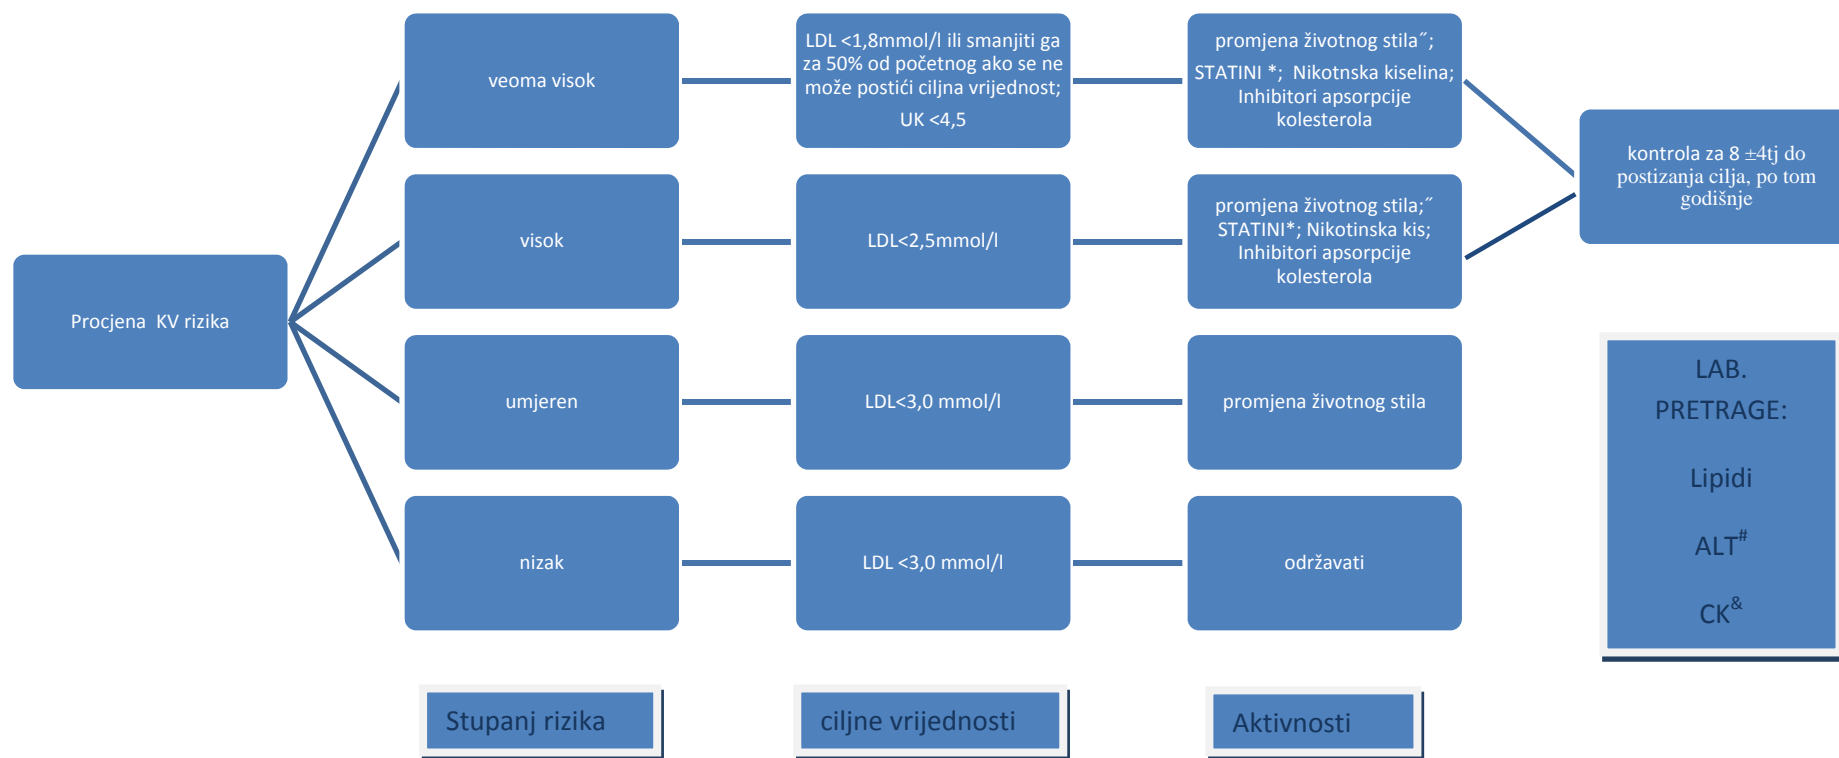 Procjena  KV rizika
veoma visok
LDL <1,8mmol/l ili smanjiti ga
za 50% od početnog ako se ne
može postići ciljna vrijednost;
UK <4,5
promjena životnog stila˝;
STATINI *;  Nikotnska kiselina;
Inhibitori apsorpcije
kolesterola
kontrola za 8 ±4tj do
postizanja cilja, po tom
godišnje
visok
LDL<2,5mmol/l
promjena životnog stila;˝
STATINI*; Nikotinska kis;
Inhibitori apsorpcije
kolesterola
umjeren
LDL<3,0 mmol/l
promjena životnog stila
nizak
LDL <3,0 mmol/l
održavati
LAB.
PRETRAGE:
Lipidi
ALT#
CK&
Stupanj rizika
ciljne vrijednosti
Aktivnosti